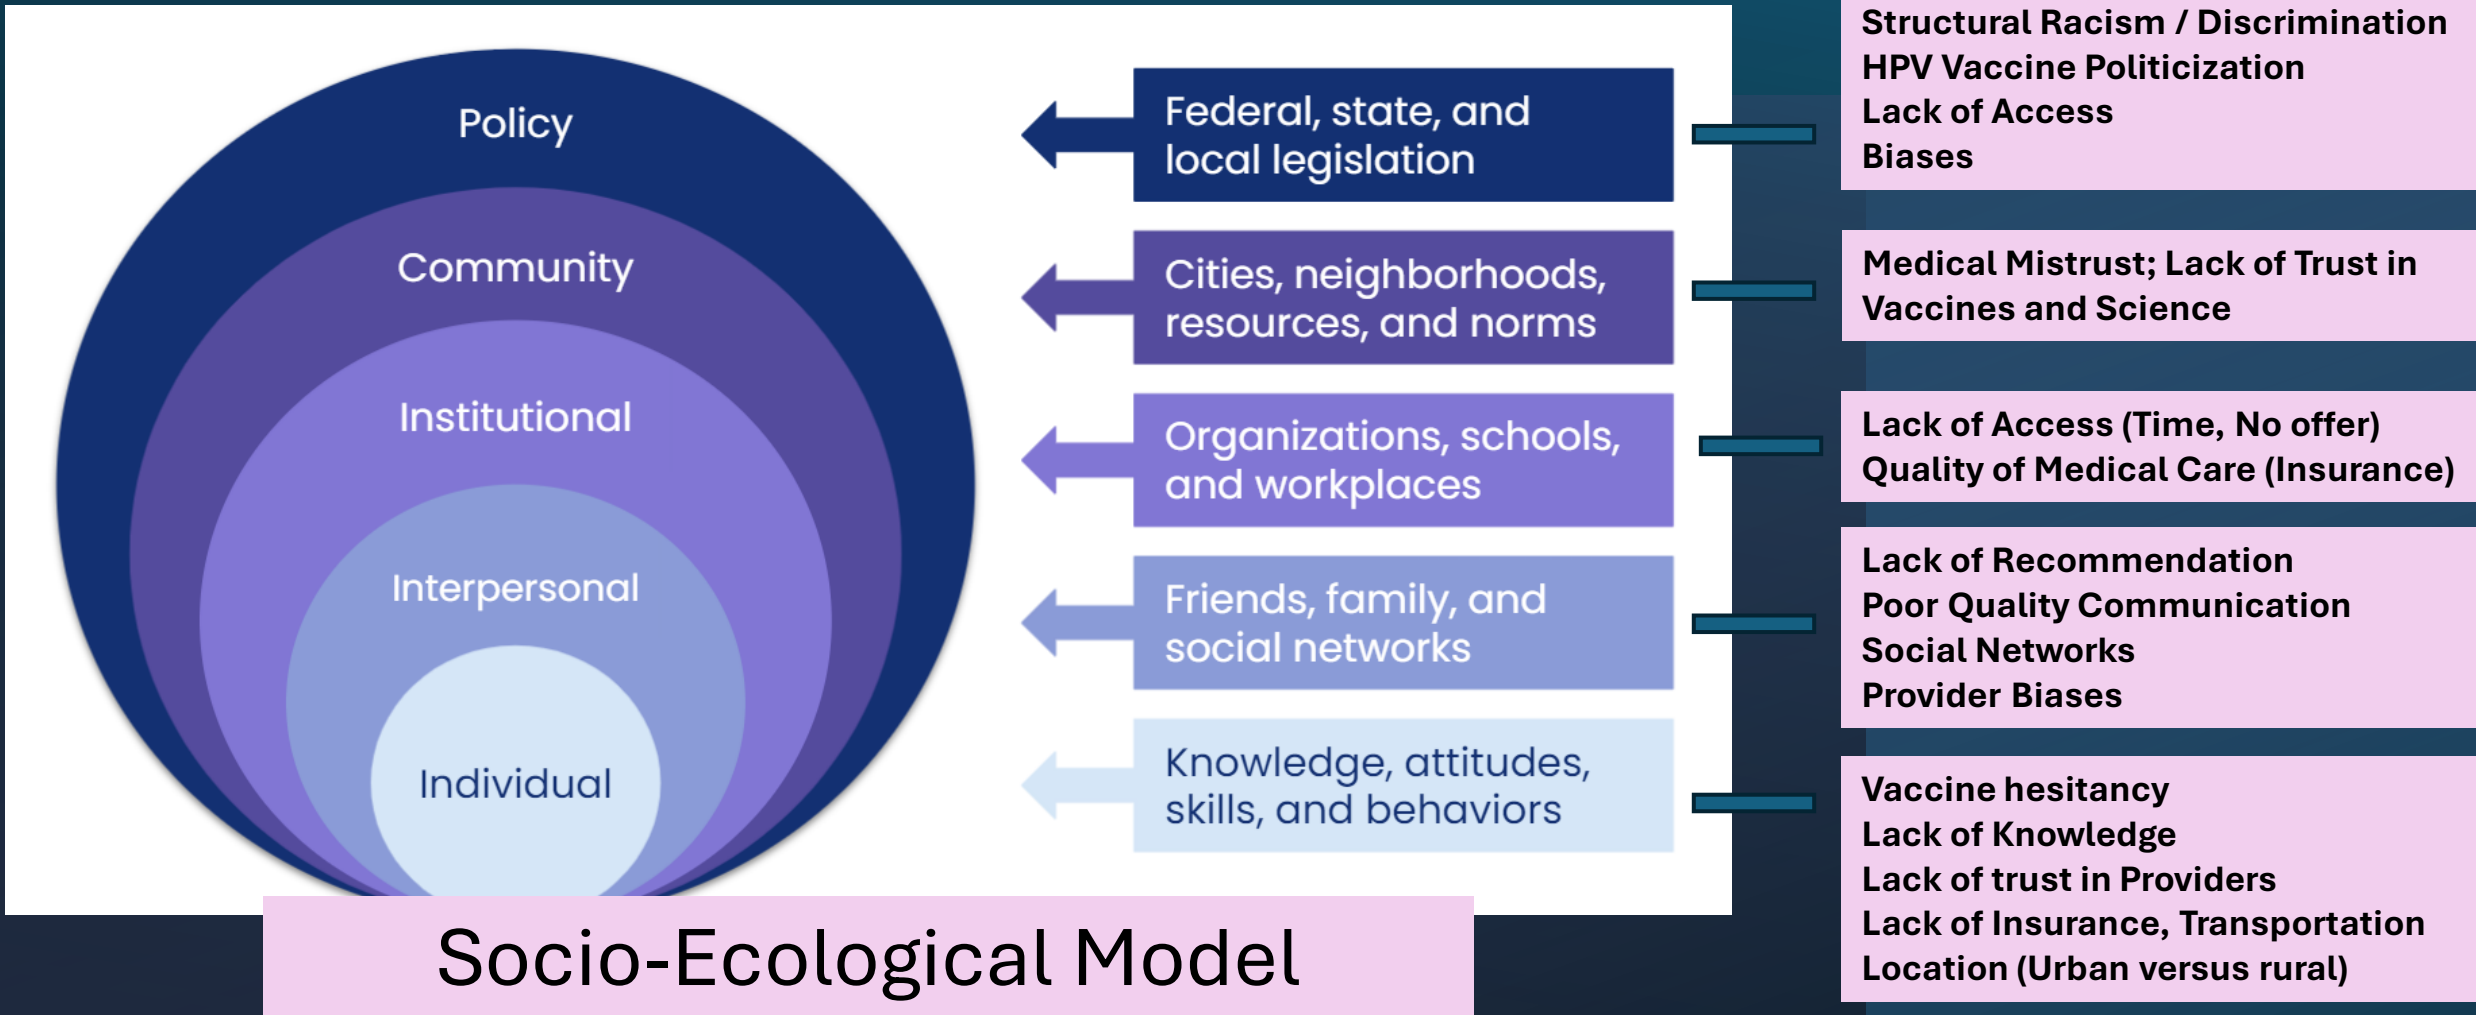 Policy
Community
Institutional
Interpersonal
Individual
Federal, state, and
local legislation
Cities, neighborhoods,
resources, and norms
Organizations, schools,
and workplaces
Friends, family, and
social networks
Knowledge, attitudes,
skills, and behaviors
Structural Racism / Discrimination
HPV Vaccine Politicization
Lack of Access
Biases
Medical Mistrust; Lack of Trust in
Vaccines and Science
Lack of Access (Time, No offer)
Quality of Medical Care (Insurance)
Lack of Recommendation
Poor Quality Communication
Social Networks
Provider Biases
Vaccine hesitancy
Lack of Knowledge
Lack of trust in Providers
Lack of Insurance, Transportation
Location (Urban versus rural)
Socio-Ecological Model